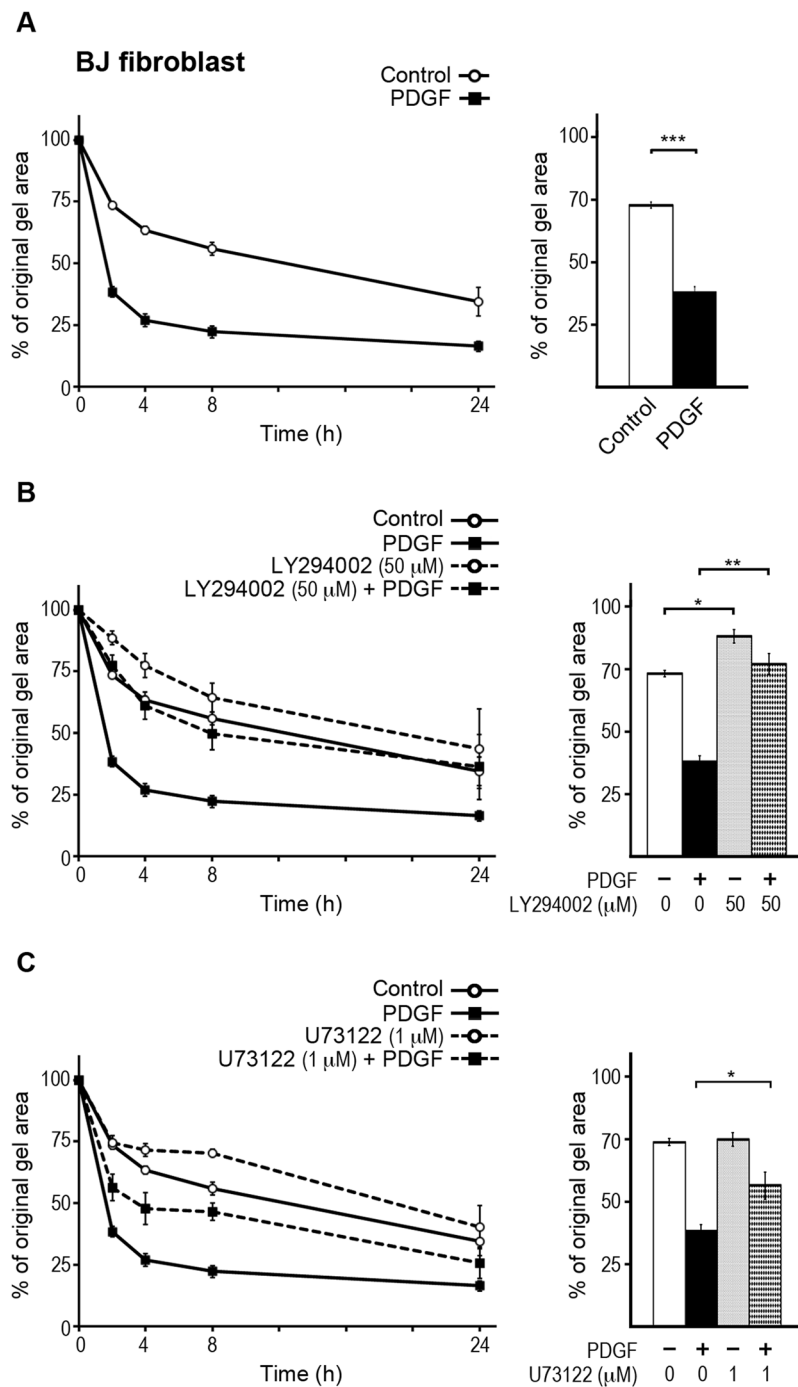 A
BJ fibroblast
Control
PDGF
% of original gel area
100
75
50
25
0
0 4 8 24
Time (h)
% of original gel area
100
70
50
25
***
Control PDGF
B
Control
PDGF
LY294002 (50 μM)
LY294002 (50 μM) + PDGF
% of original gel area
100
75
50
25
0
0 4 8 24
Time (h)
% of original gel area
100
70
50
25
**
*
PDGF − + − +
LY294002 (μM) 0 0 50 50
C
Control
PDGF
U73122 (1 μM)
U73122 (1 μM) + PDGF
% of original gel area
100
75
50
25
0
0 4 8 24
Time (h)
% of original gel area
100
70
50
25
*
PDGF − + − +
U73122 (μM) 0 0 1 1